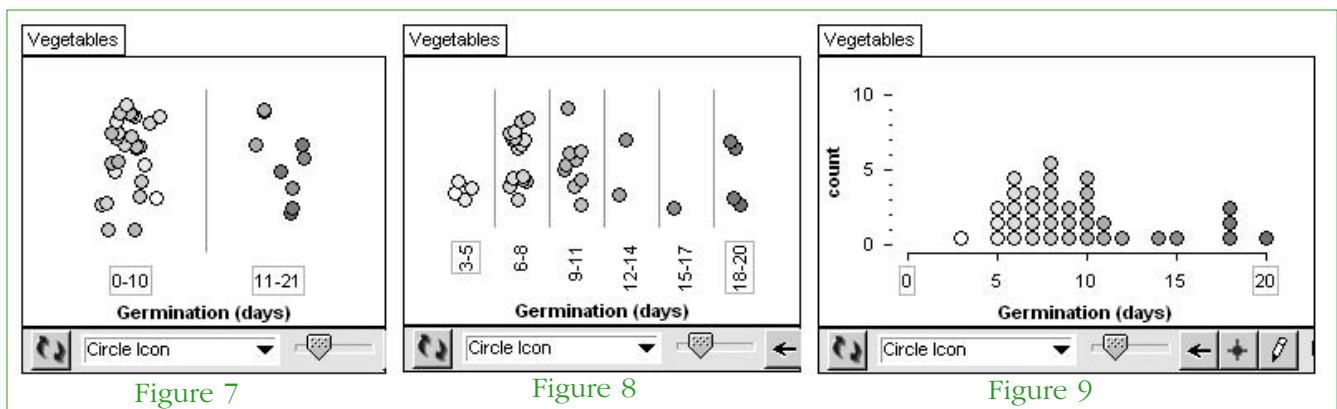 Vegetables
0-10
11-21
Germination (days)
Circle Icon
Figure 7
Vegetables
3-5
6-8
9-11
12-14
15-17
18-20
Germination (days)
Circle Icon
Figure 8
Vegetables
10
5
0
count
0
5
10
15
20
Germination (days)
Circle Icon
Figure 9